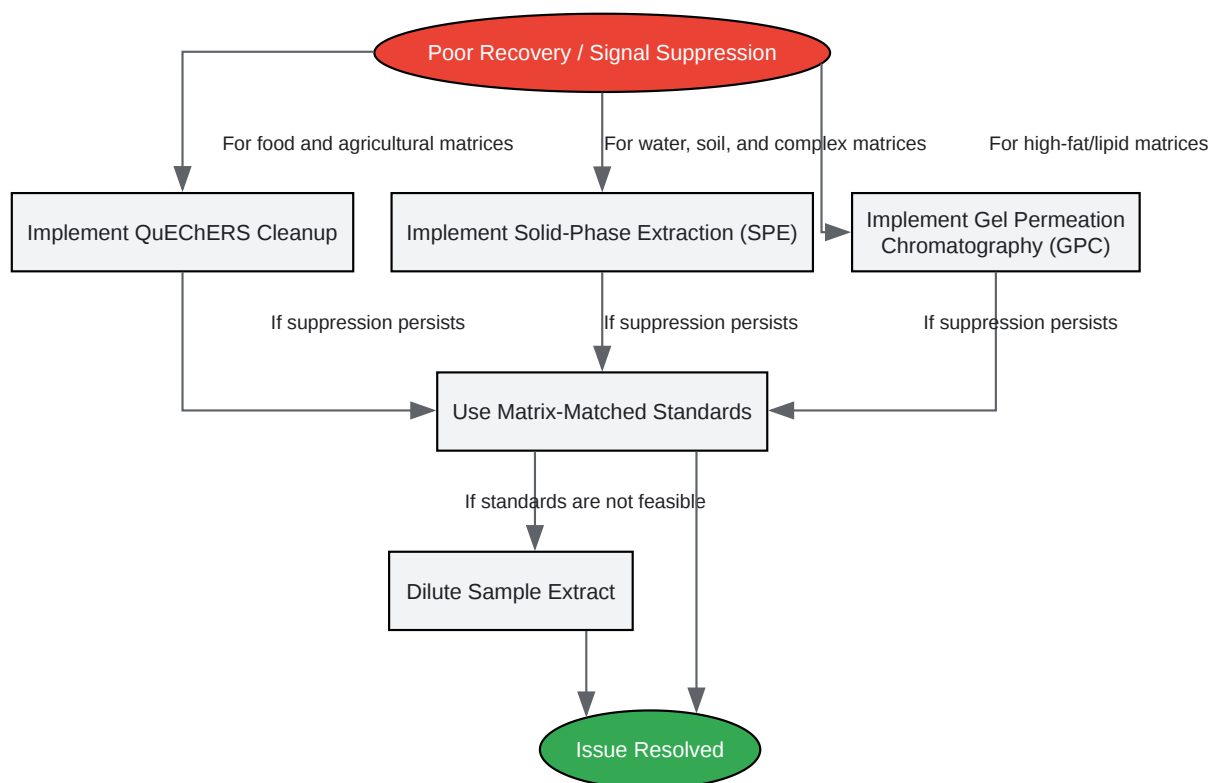 Poor Recovery / Signal Suppression
For food and agricultural matrices
For water, soil, and complex matrices
For high-fat/lipid matrices
Implement QuEChERS Cleanup
Implement Solid-Phase Extraction (SPE)
Implement Gel Permeation
Chromatography (GPC)
If suppression persists
If suppression persists
If suppression persists
Use Matrix-Matched Standards
If standards are not feasible
Dilute Sample Extract
Issue Resolved